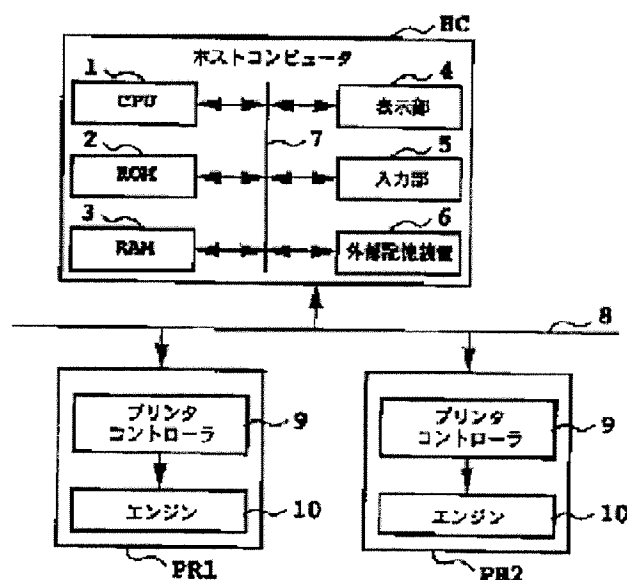 HC
ホストコンピュータ
1
CPU
4
表示部
2
ROM
7
5
入力部
3
RAM
6
外部記憶装置
8
プリンタ
コントローラ
9
プリンタ
コントローラ
9
エンジン
10
エンジン
10
PR1
PR2